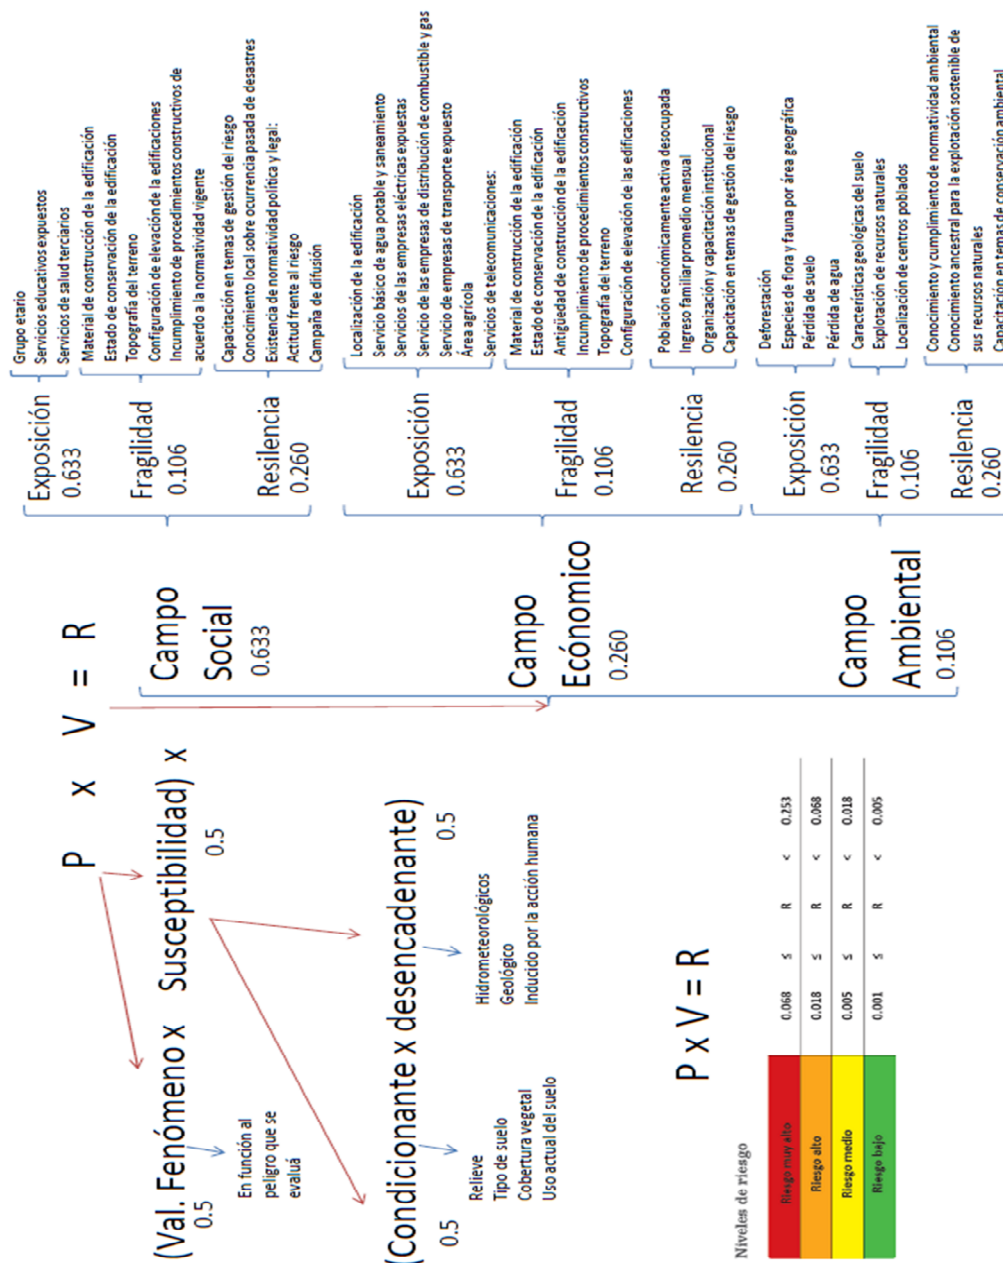 P x V = R
(Val. Fenómeno x Susceptibilidad) x
0.5 0.5
En función al
peligro que se
evaluá
(Condicionante x desencadenante)
0.5 0.5
Relieve
Tipo de suelo
Cobertura vegetal
Uso actual del suelo
Hidrometeorológicos
Geológico
Inducido por la acción humana
P x V = R
Niveles de riesgo
Riesgo muy alto 0.068 ≤ R < 0.253
Riesgo alto 0.018 ≤ R < 0.068
Riesgo medio 0.005 ≤ R < 0.018
Riesgo bajo 0.001 ≤ R < 0.005
Campo
Social
0.633
Exposición
0.633
Grupo etario
Servicios educativos expuestos
Servicios de salud terciarios
Fragilidad
0.106
Material de construcción de la edificación
Estado de conservación de la edificación
Topografía del terreno
Configuración de elevación de la edificaciones
Incumplimiento de procedimientos constructivos de
acuerdo a la normatividad vigente
Resilencia
0.260
Capacitación en temas de gestión del riesgo
Conocimiento local sobre ocurrencia pasada de desastres
Existencia de normatividad política y legal:
Actitud frente al riesgo
Campaña de difusión
Campo
Ecónomico
0.260
Exposición
0.633
Localización de la edificación
Servicio básico de agua potable y saneamiento
Servicios de las empresas eléctricas expuestas
Servicio de las empresas de distribución de combustible y gas
Servicio de empresas de transporte expuesto
Área agrícola
Servicios de telecomunicaciones:
Fragilidad
0.106
Material de construcción de la edificación
Estado de conservación de la edificación
Antigüedad de construcción de la edificación
Incumplimiento de procedimientos constructivos
Topografía del terreno
Configuración de elevación de las edificaciones
Resilencia
0.260
Población económicamente activa desocupada
Ingreso familiar promedio mensual
Organización y capacitación institucional
Capacitación en temas de gestión del riesgo
Campo
Ambiental
0.106
Exposición
0.633
Deforestación
Especies de flora y fauna por área geográfica
Pérdida de suelo
Pérdida de agua
Fragilidad
0.106
Características geológicas del suelo
Explotación de recursos naturales
Localización de centros poblados
Resilencia
0.260
Conocimiento y cumplimiento de normatividad ambiental
Conocimiento ancestral para la explotación sostenible de
sus recursos naturales
Capacitación en temas de conservación ambiental